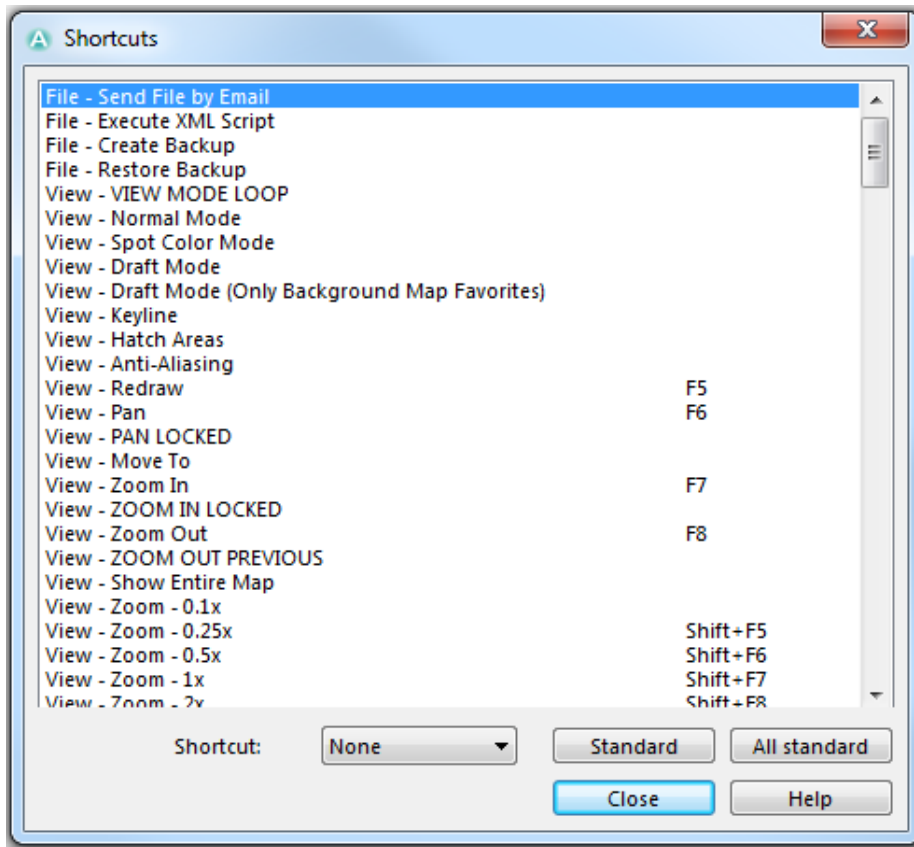 Shortcuts
File - Send File by Email
File - Execute XML Script
File - Create Backup
File - Restore Backup
View - VIEW MODE LOOP
View - Normal Mode
View - Spot Color Mode
View - Draft Mode
View - Draft Mode (Only Background Map Favorites)
View - Keyline
View - Hatch Areas
View - Anti-Aliasing
View - Redraw F5
View - Pan F6
View - PAN LOCKED
View - Move To
View - Zoom In F7
View - ZOOM IN LOCKED
View - Zoom Out F8
View - ZOOM OUT PREVIOUS
View - Show Entire Map
View - Zoom - 0.1x
View - Zoom - 0.25x Shift+F5
View - Zoom - 0.5x Shift+F6
View - Zoom - 1x Shift+F7
View - Zoom - 2x Shift+F8
Shortcut: None Standard All standard
Close Help